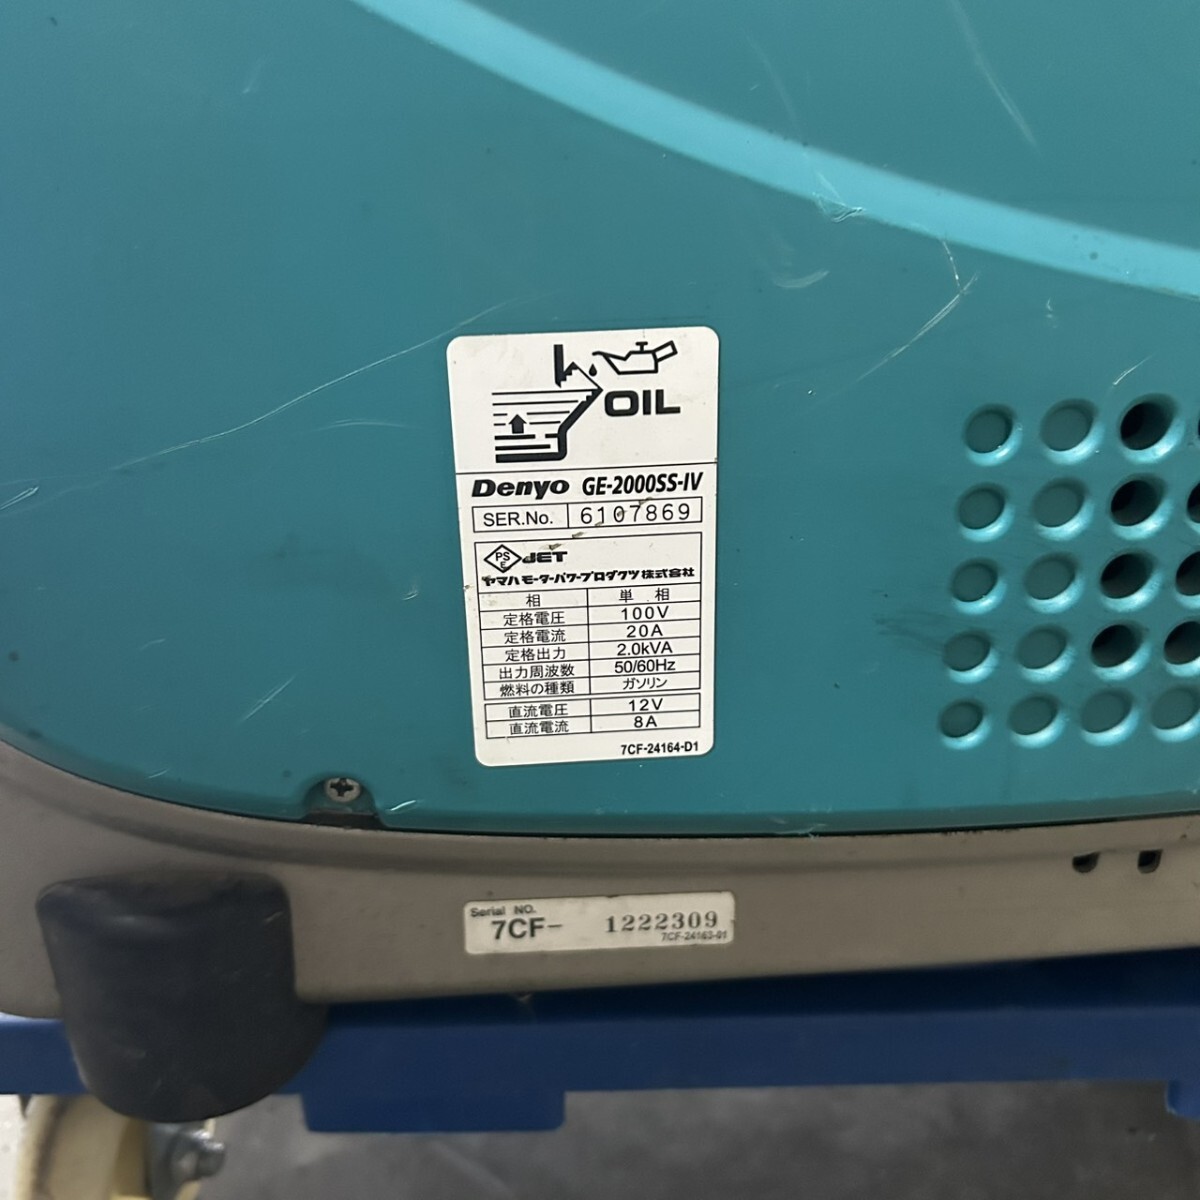 OIL
Denyo GE-2000SS-IV
SER.No. 6107869
PS E JET
ヤマハモーターパワープロダクツ株式会社
相 単相
定格電圧 100V
定格電流 20A
定格出力 2.0kVA
出力周波数 50/60Hz
燃料の種類 ガソリン
直流電圧 12V
直流電流 8A
7CF-24164-D1
Serial NO.
7CF- 1222309
7CF-24163-01